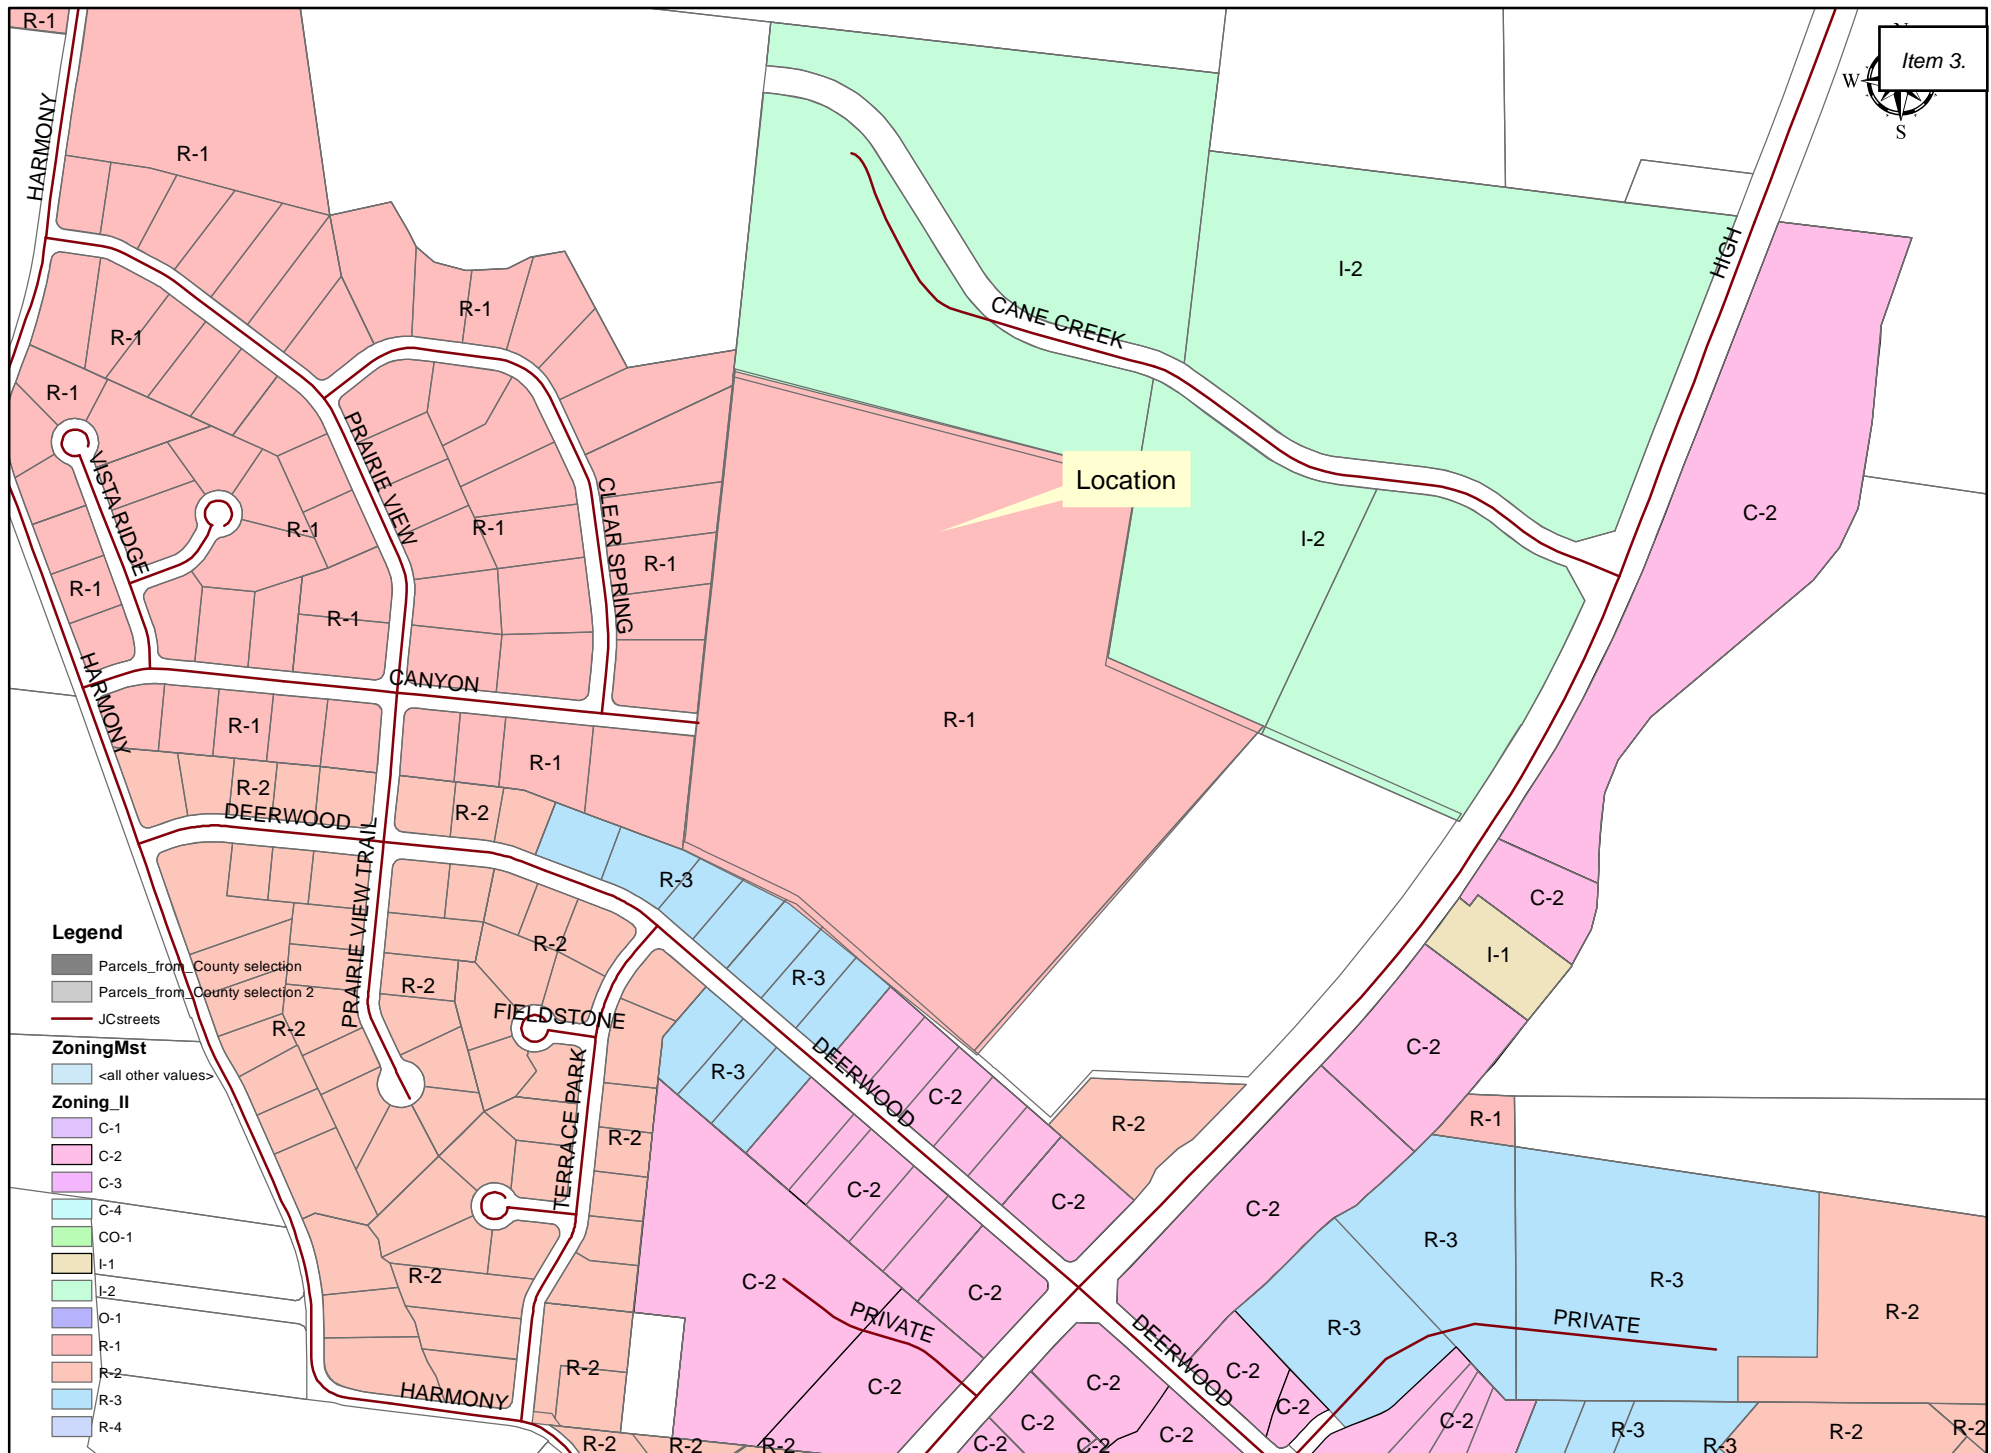 R-1
Item 3.
W
S
HARMONY
R-1
HIGH
I-2
R-1
CANE CREEK
R-1
R-1
PRAIRIE VIEW
VISTA RIDGE
Location
CLEAR SPRING
C-2
R-1
R-1
I-2
R-1
R-1
R-1
HARMONY
CANYON
R-1
R-1
R-1
R-2
R-2
DEERWOOD
PRAIRIE VIEW TRAIL
R-3
C-2
R-2
R-3
I-1
R-2
FIELDSTONE
R-2
DEERWOOD
C-2
R-3
C-2
TERRACE PARK
R-2
R-2
R-1
C-2
C-2
C-2
R-3
R-3
R-2
C-2
C-2
PRIVATE
DEERWOOD
R-3
PRIVATE
R-2
R-2
C-2
C-2
C-2
C-2
HARMONY
C-2
C-2
C-2
C-2
C-2
R-3
R-2
R-2
R-2
R-2
R-2
R-3
Legend
Parcels_from_County selection
Parcels_from_County selection 2
JCstreets
ZoningMst
<all other values>
Zoning_II
C-1
C-2
C-3
C-4
CO-1
I-1
I-2
O-1
R-1
R-2
R-3
R-4